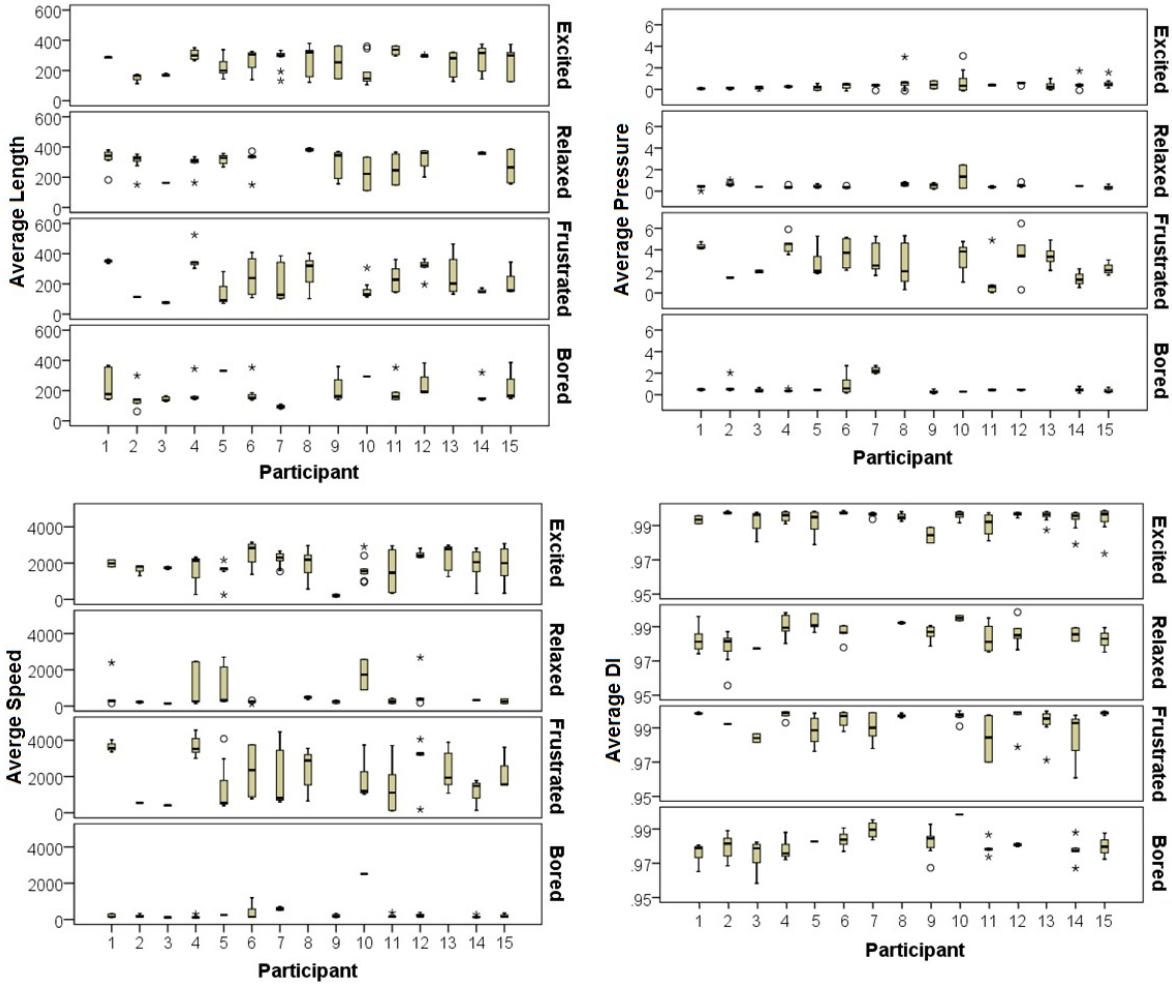 600
400
200
0
Excited
600
400
200
0
Relaxed
600
400
200
0
Frustrated
600
400
200
0
Bored
Average Length
1 2 3 4 5 6 7 8 9 10 11 12 13 14 15
Participant
6
4
2
0
Excited
6
4
2
0
Relaxed
6
4
2
0
Frustrated
6
4
2
0
Bored
Average Pressure
1 2 3 4 5 6 7 8 9 10 11 12 13 14 15
Participant
4000
2000
0
Excited
4000
2000
0
Relaxed
4000
2000
0
Frustrated
4000
2000
0
Bored
Averge Speed
1 2 3 4 5 6 7 8 9 10 11 12 13 14 15
Participant
.99
.97
.95
Excited
.99
.97
.95
Relaxed
.99
.97
.95
Frustrated
.99
.97
.95
Bored
Average DI
1 2 3 4 5 6 7 8 9 10 11 12 13 14 15
Participant